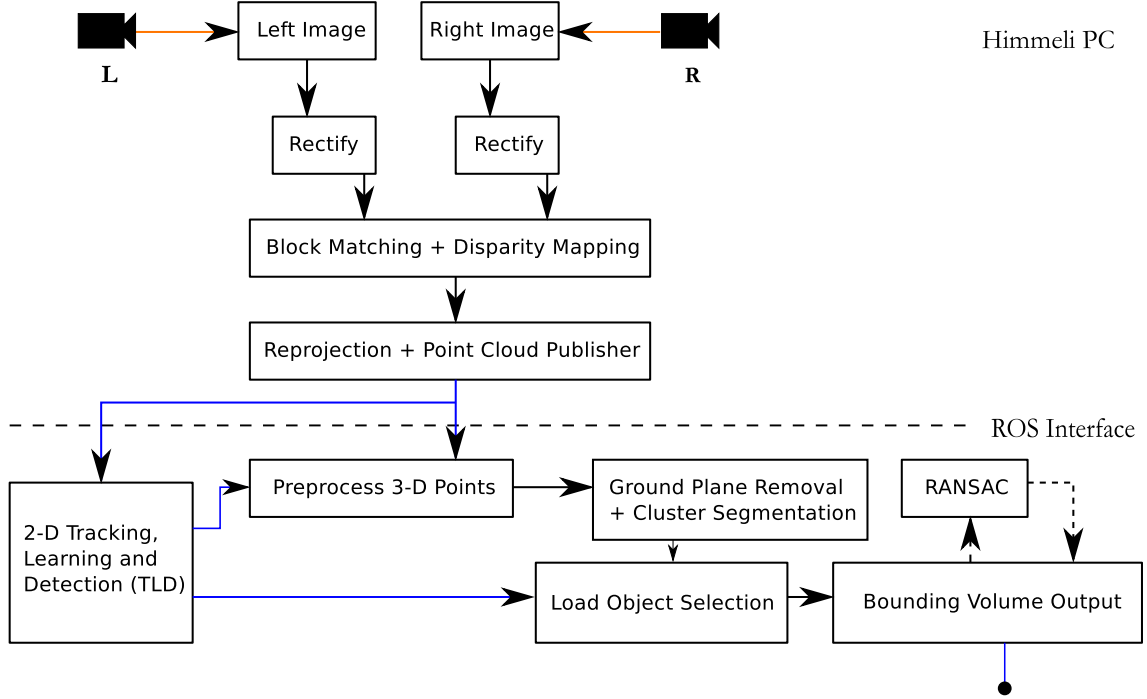 Left Image
Right Image
Himmeli PC
L
R
Rectify
Rectify
Block Matching + Disparity Mapping
Reprojection + Point Cloud Publisher
ROS Interface
Preprocess 3-D Points
Ground Plane Removal
+ Cluster Segmentation
RANSAC
2-D Tracking,
Learning and
Detection (TLD)
Load Object Selection
Bounding Volume Output